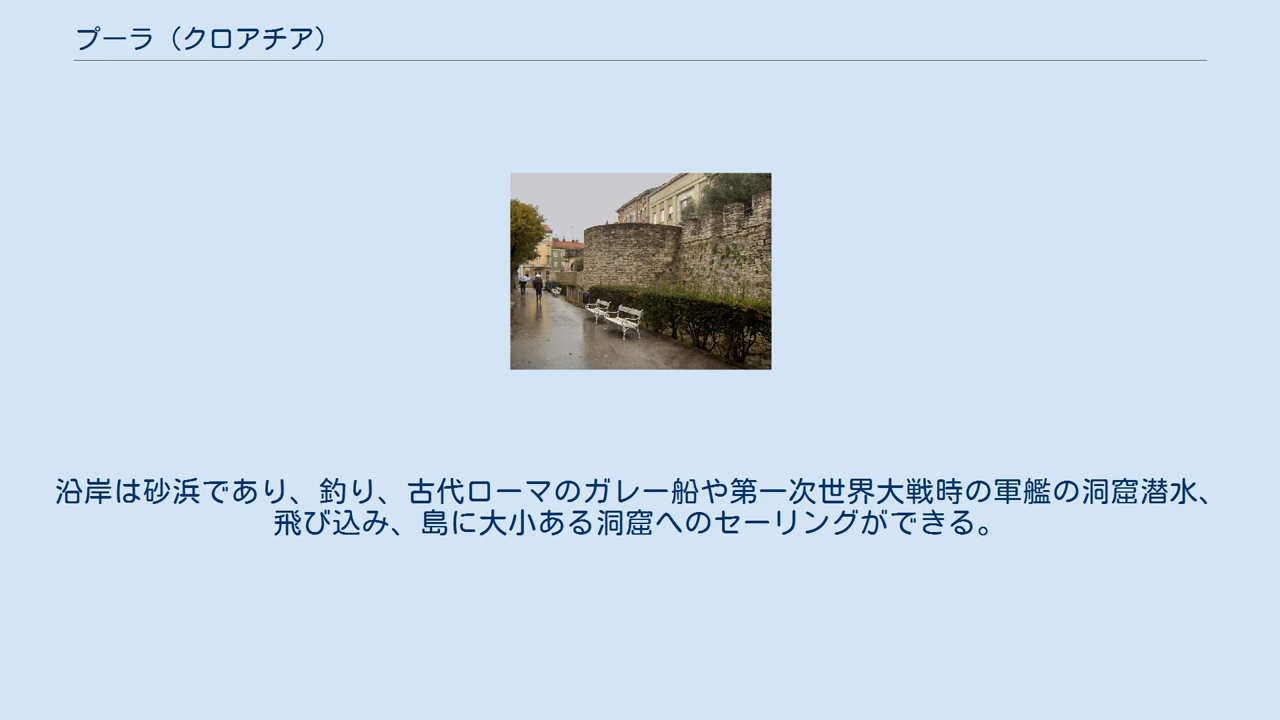 プーラ（クロアチア）
沿岸は砂浜であり、釣り、古代ローマのガレー船や第一次世界大戦時の軍艦の洞窟潜水、
飛び込み、島に大小ある洞窟へのセーリングができる。